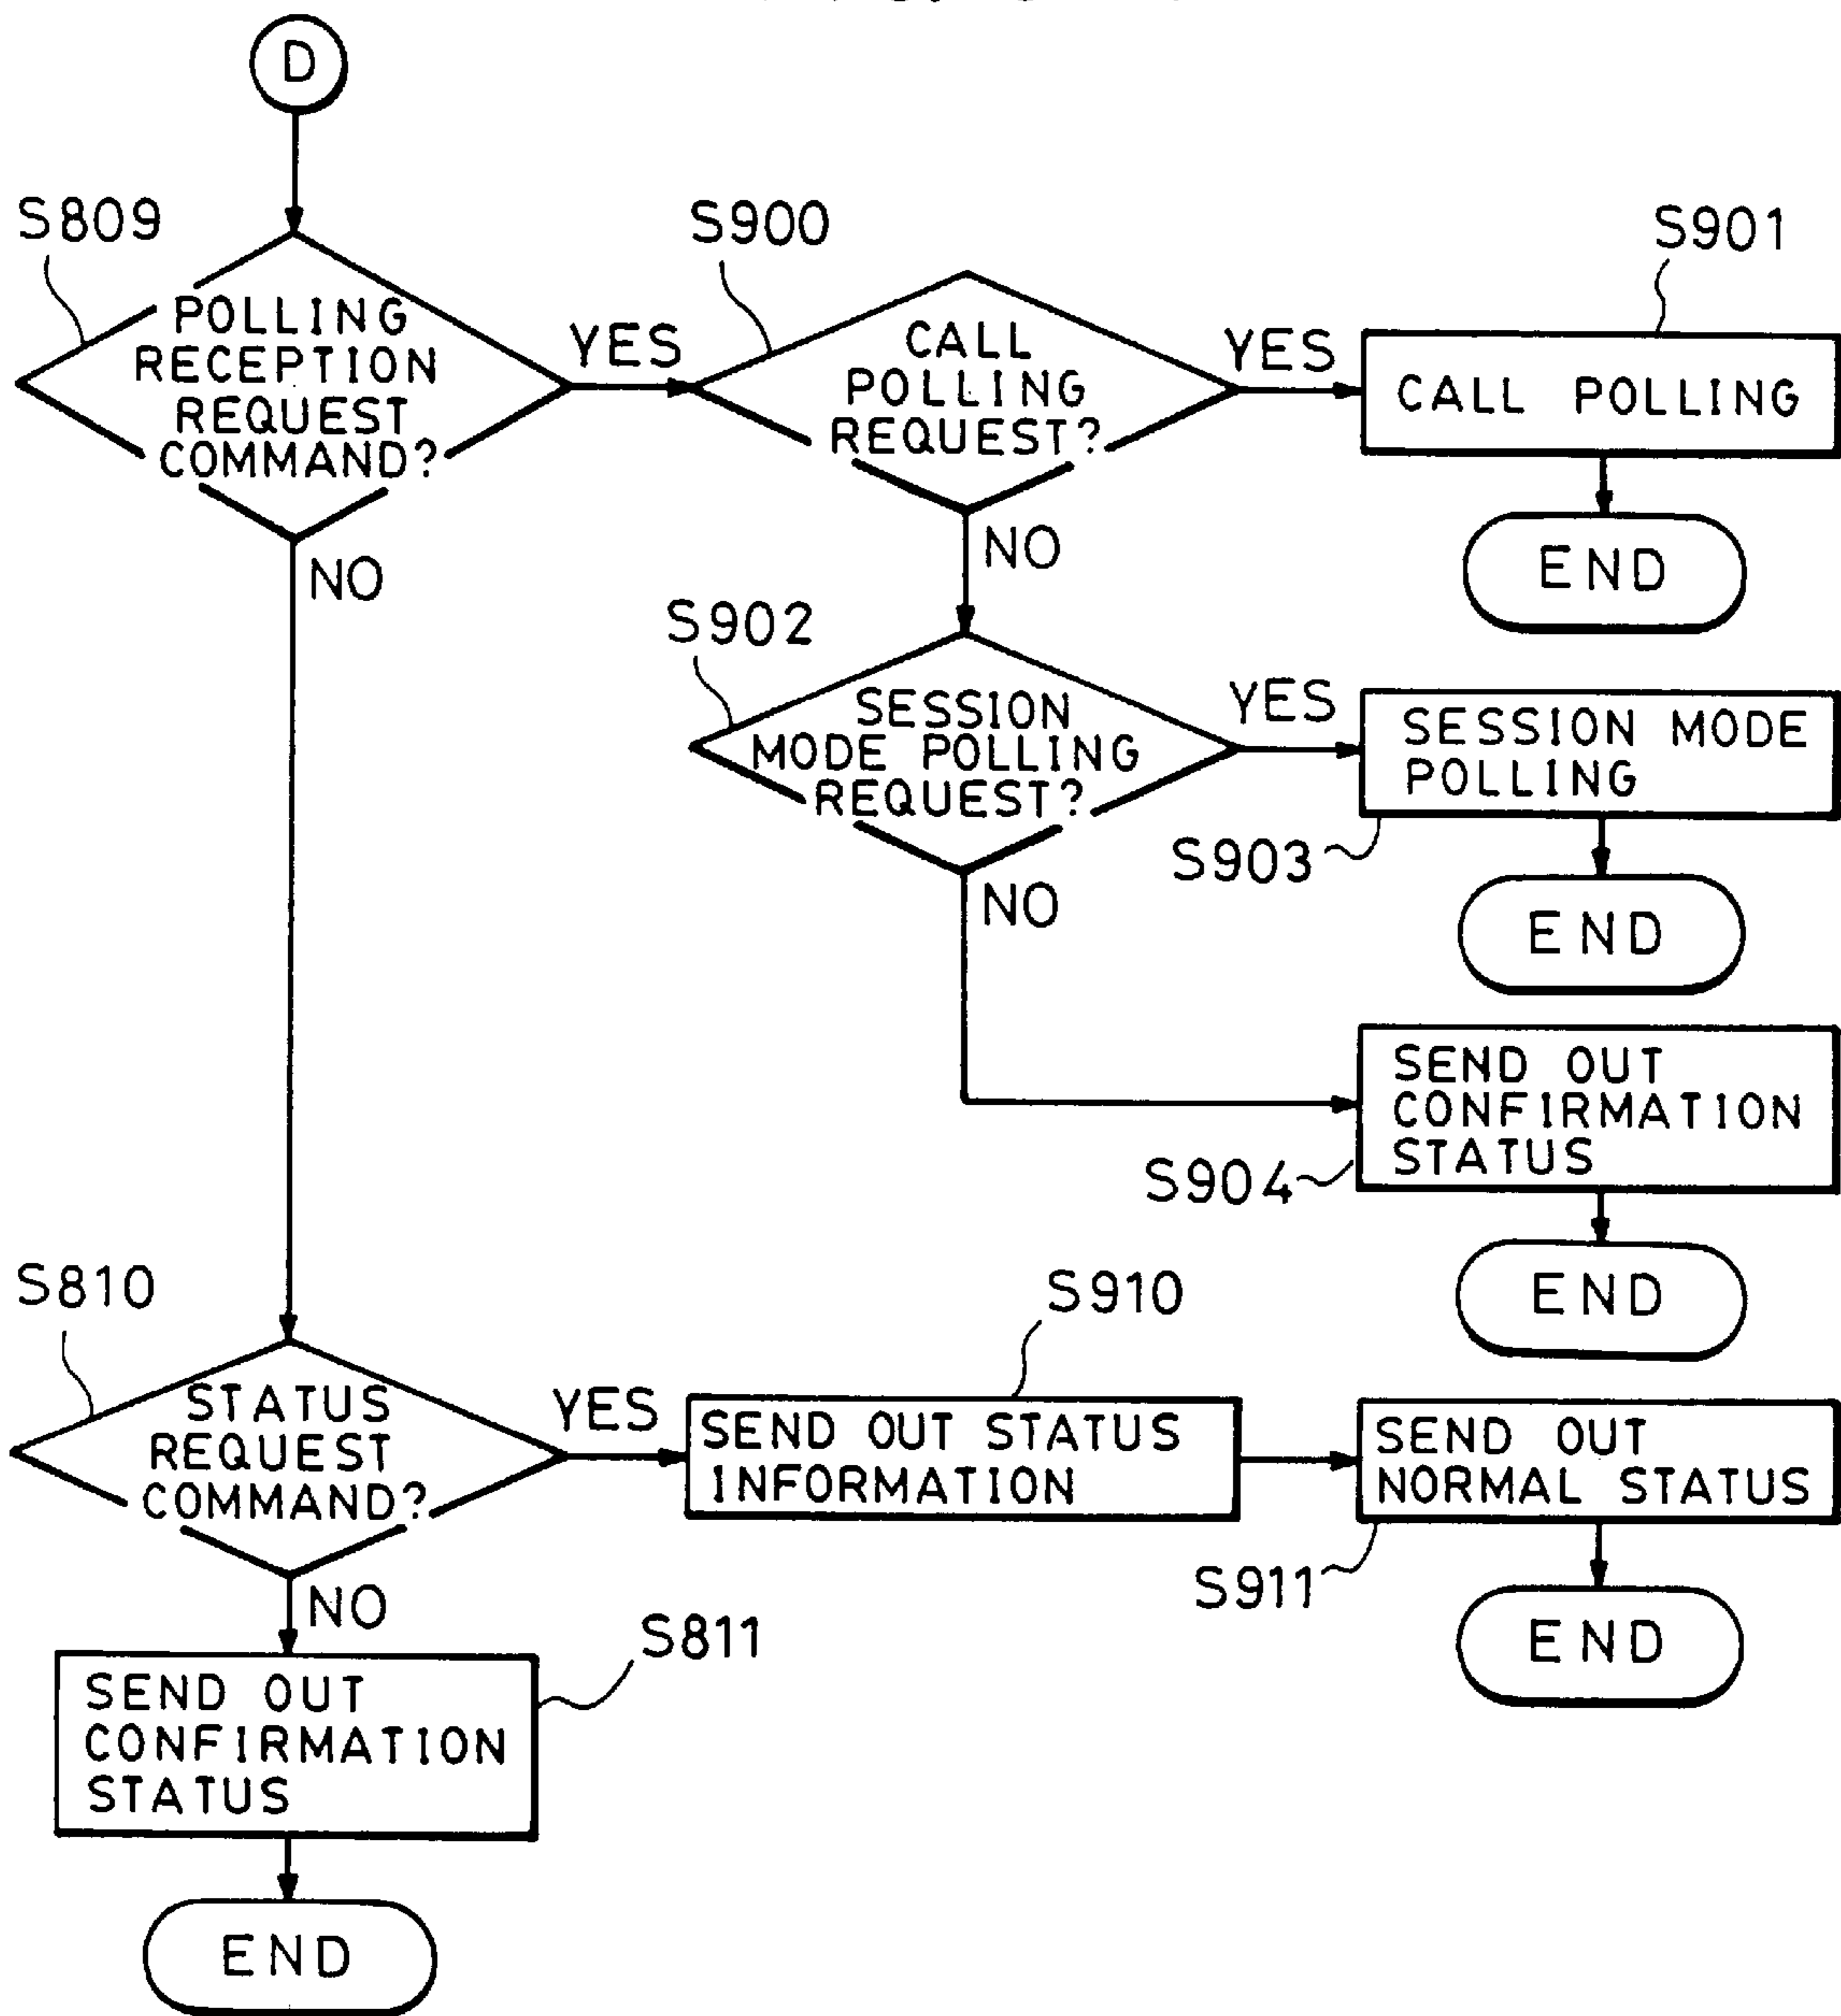 D
S809
POLLING
RECEPTION
REQUEST
COMMAND?
YES
NO
S900
CALL
POLLING
REQUEST?
YES
NO
S901
CALL POLLING
END
S902
SESSION
MODE POLLING
REQUEST?
YES
NO
SESSION MODE
POLLING
S903
END
SEND OUT
CONFIRMATION
STATUS
S904
END
S810
STATUS
REQUEST
COMMAND?
YES
NO
S910
SEND OUT STATUS
INFORMATION
SEND OUT
NORMAL STATUS
S911
END
S811
SEND OUT
CONFIRMATION
STATUS
END